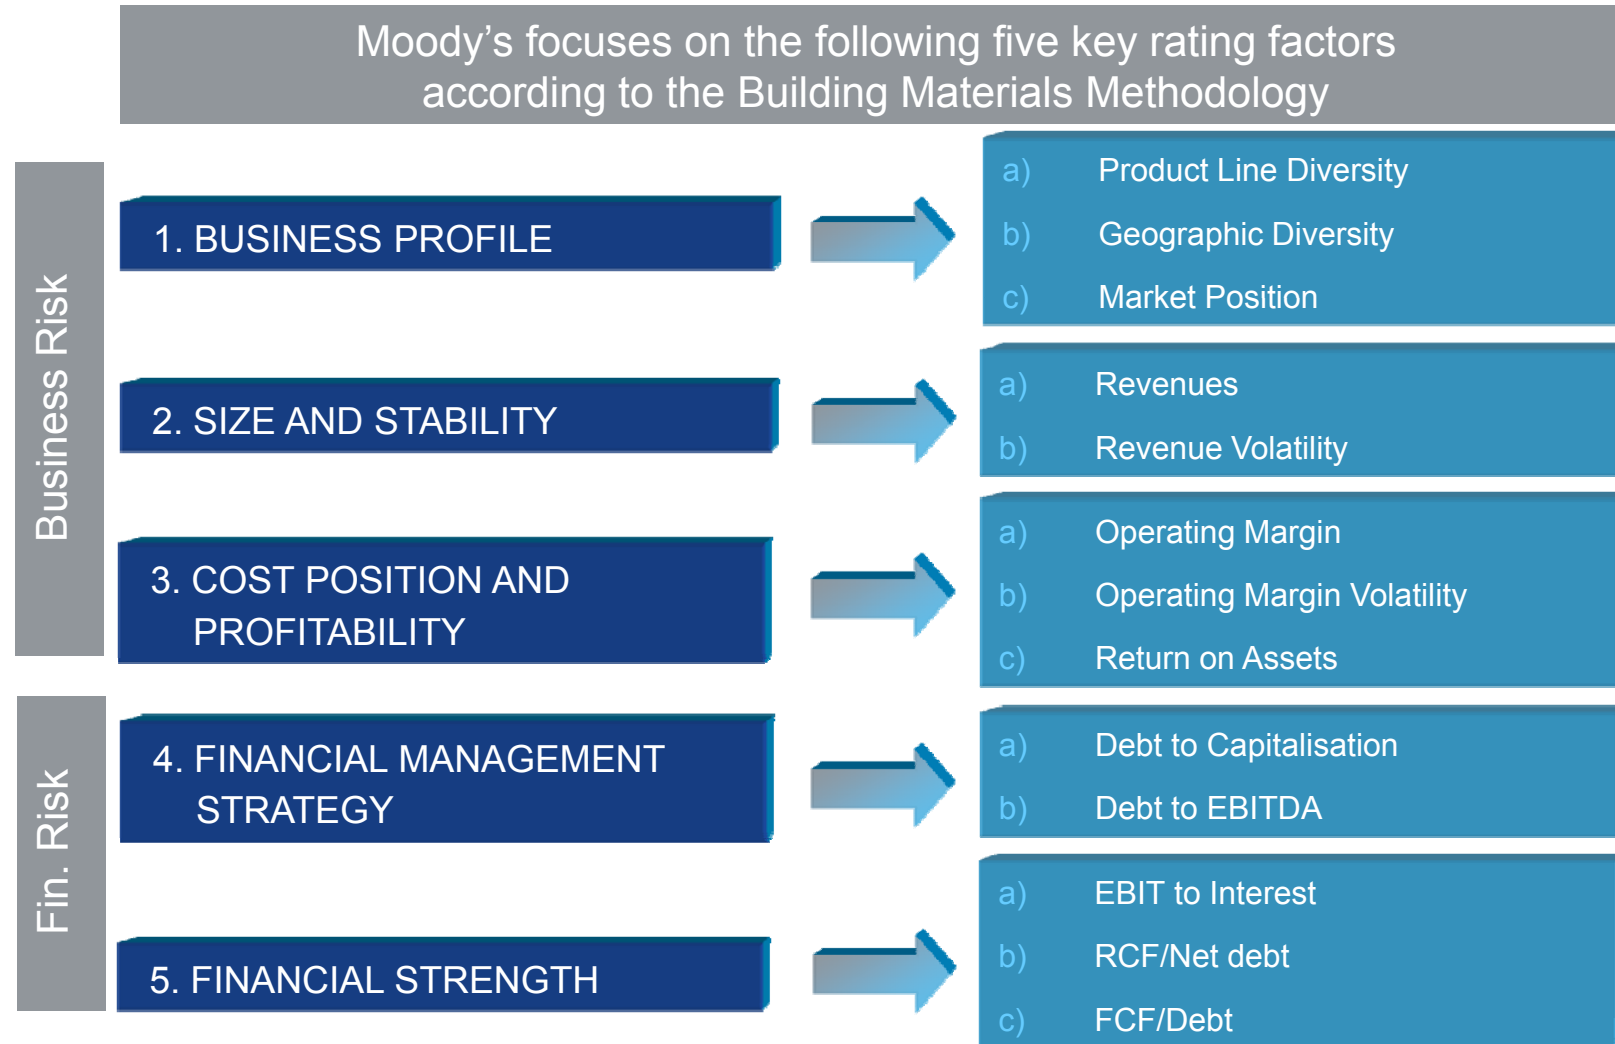 Moody's focuses on the following five key rating factors
according to the Building Materials Methodology
Business Risk
1. BUSINESS PROFILE
a) Product Line Diversity
b) Geographic Diversity
c) Market Position
2. SIZE AND STABILITY
a) Revenues
b) Revenue Volatility
3. COST POSITION AND
PROFITABILITY
a) Operating Margin
b) Operating Margin Volatility
c) Return on Assets
Fin. Risk
4. FINANCIAL MANAGEMENT
STRATEGY
a) Debt to Capitalisation
b) Debt to EBITDA
5. FINANCIAL STRENGTH
a) EBIT to Interest
b) RCF/Net debt
c) FCF/Debt